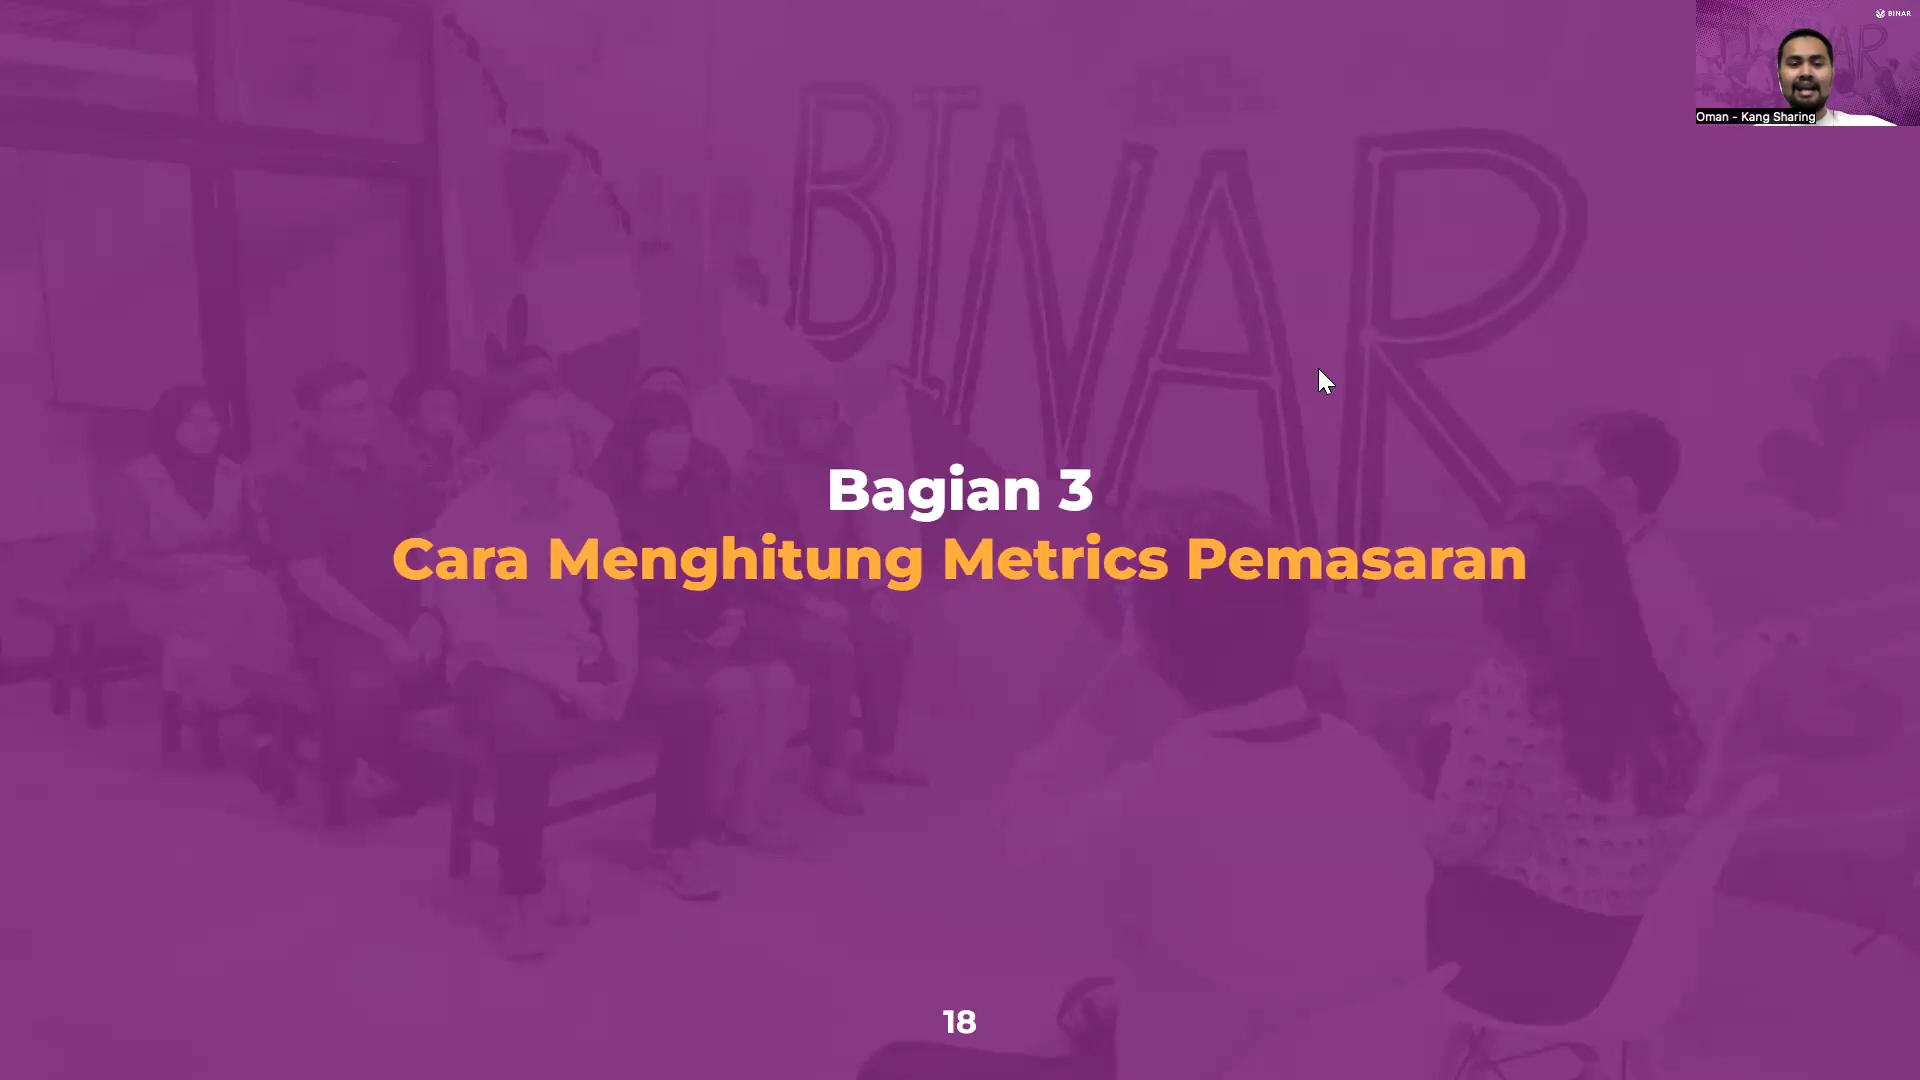 BINAR
Oman - Kang Sharing
BINAR
Bagian 3
Cara Menghitung Metrics Pemasaran
18